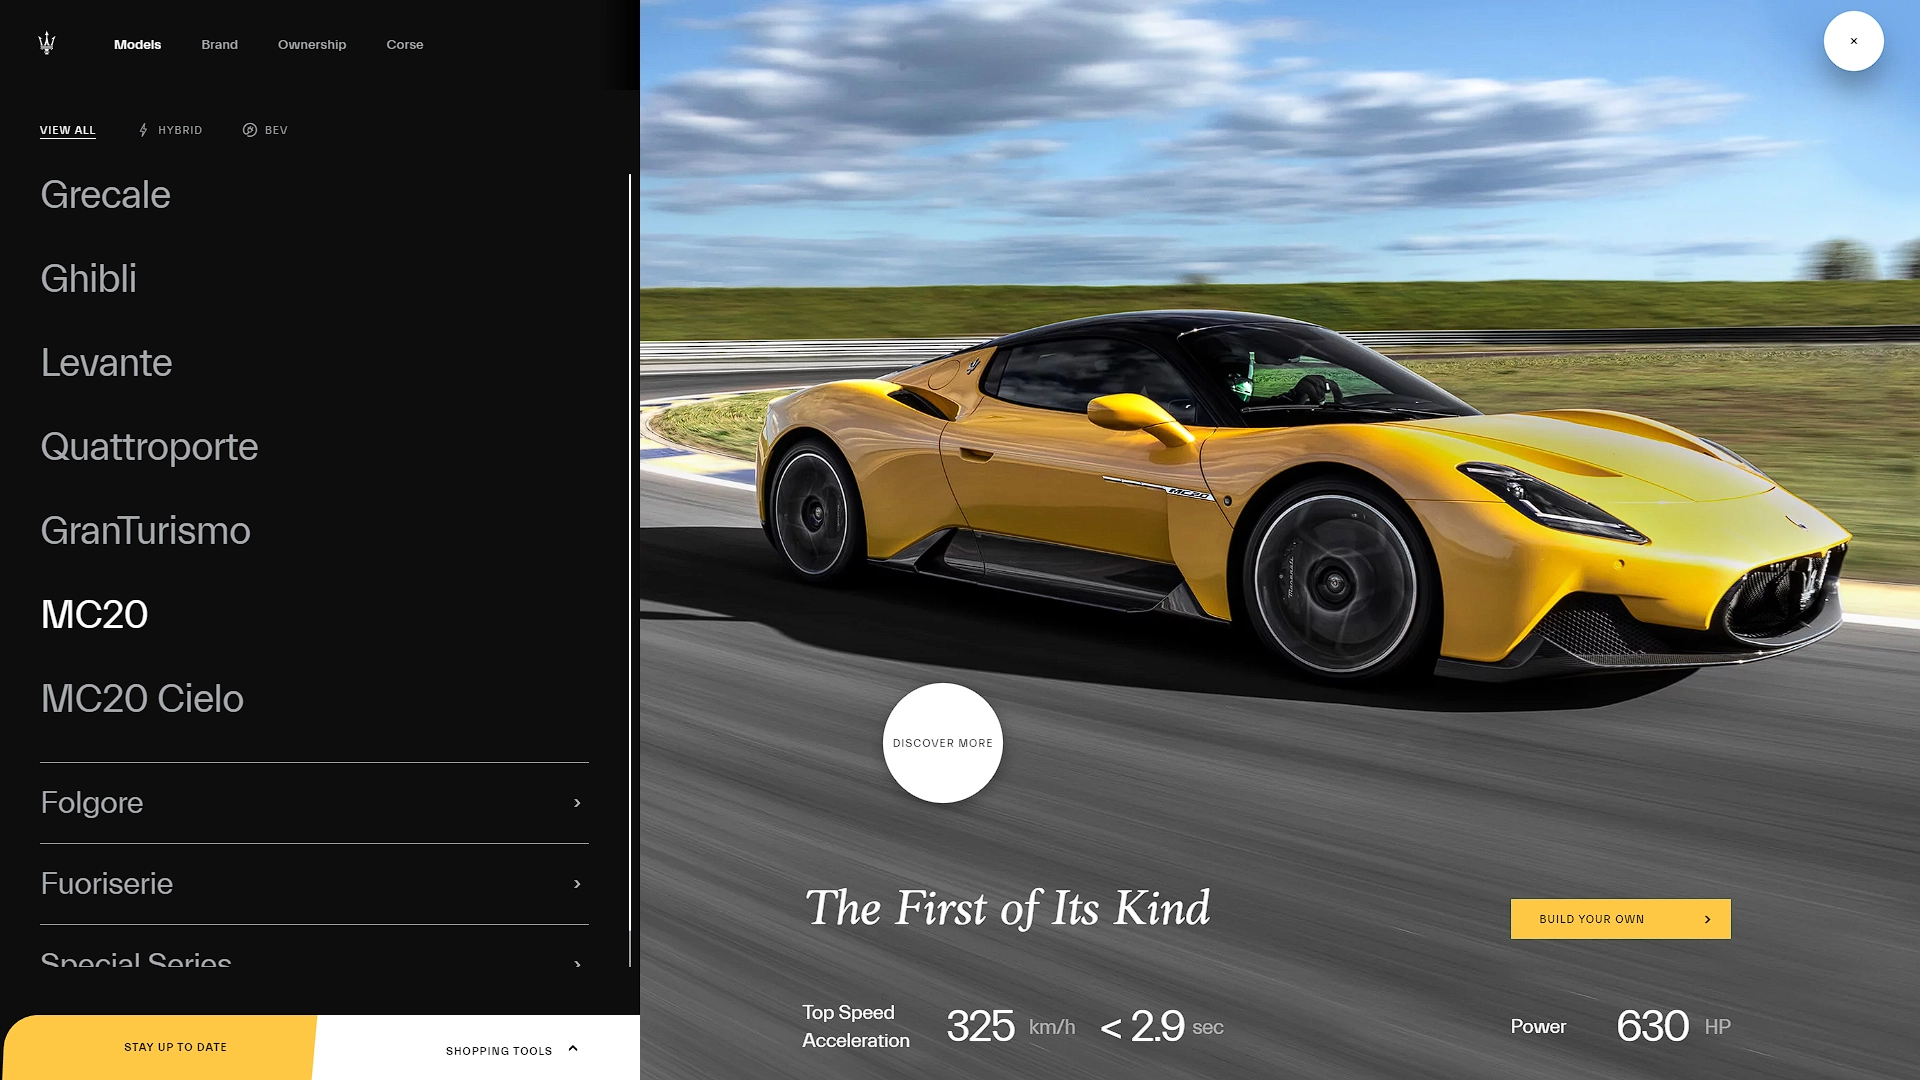 Models Brand Ownership Corse
×
VIEW ALL HYBRID BEV
Grecale
Ghibli
Levante
Quattroporte
GranTurismo
MC20
MC20 Cielo
Folgore ›
Fuoriserie ›
Special Series ›
STAY UP TO DATE
SHOPPING TOOLS
MC20
DISCOVER MORE
The First of Its Kind
BUILD YOUR OWN ›
Top Speed
Acceleration
325 km/h < 2.9 sec
Power 630 HP